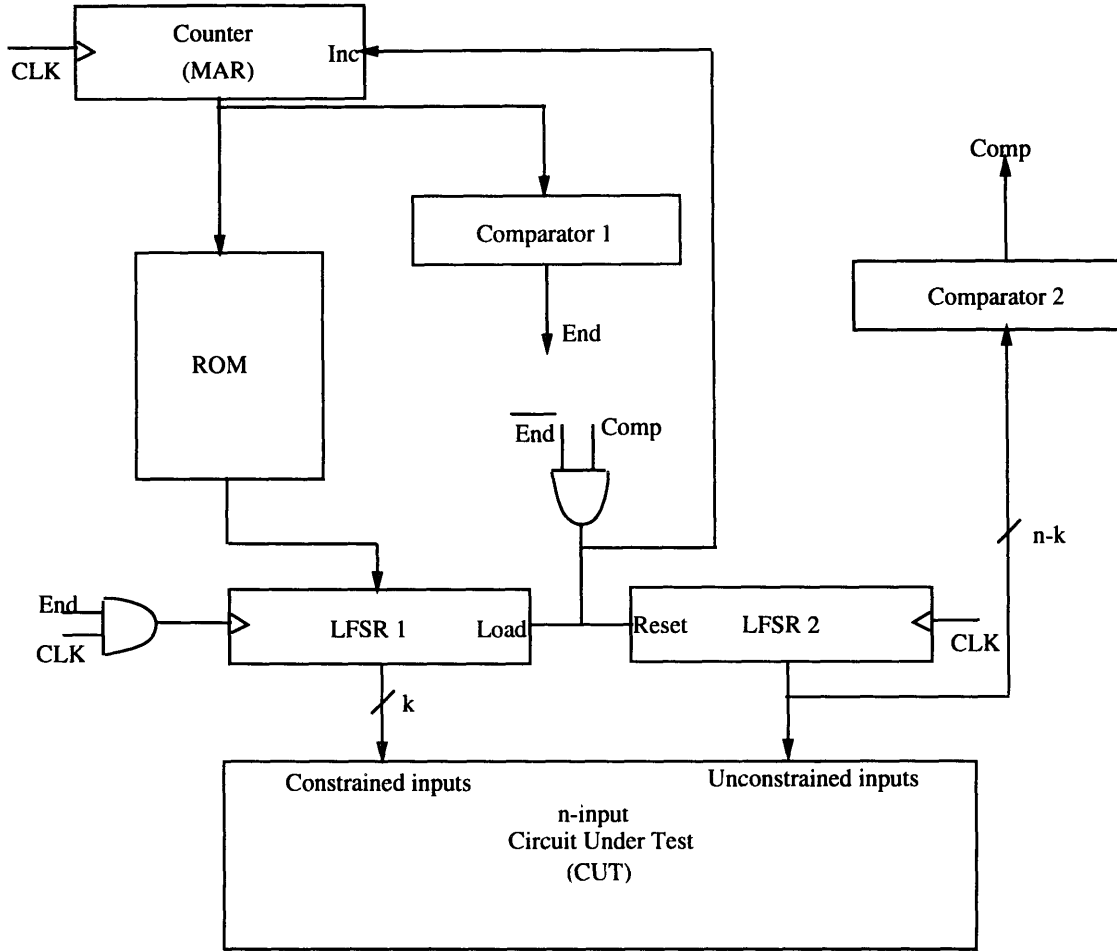 Counter
(MAR)
Inc
CLK
Comp
Comparator 1
Comparator 2
End
ROM
End
Comp
n-k
End
CLK
LFSR 1
Load
Reset
LFSR 2
CLK
k
Constrained inputs
Unconstrained inputs
n-input
Circuit Under Test
(CUT)